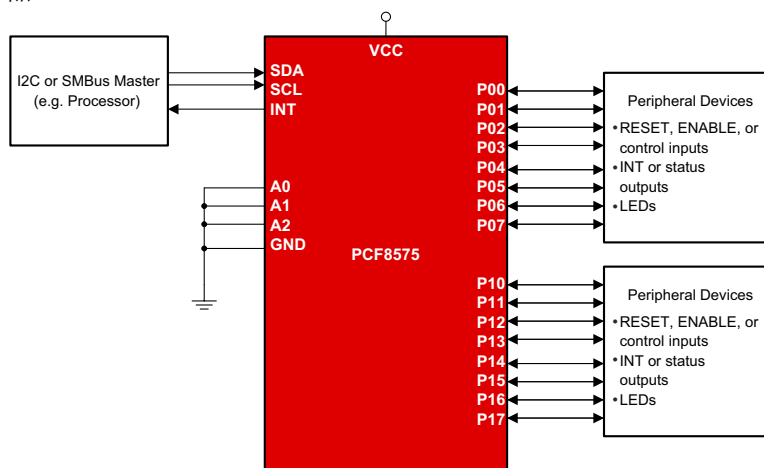 VCC
I2C or SMBus Master
(e.g. Processor)
SDA
SCL
INT
A0
A1
A2
GND
PCF8575
P00
P01
P02
P03
P04
P05
P06
P07
Peripheral Devices
•RESET, ENABLE, or
control inputs
•INT or status
outputs
•LEDs
P10
P11
P12
P13
P14
P15
P16
P17
Peripheral Devices
•RESET, ENABLE, or
control inputs
•INT or status
outputs
•LEDs